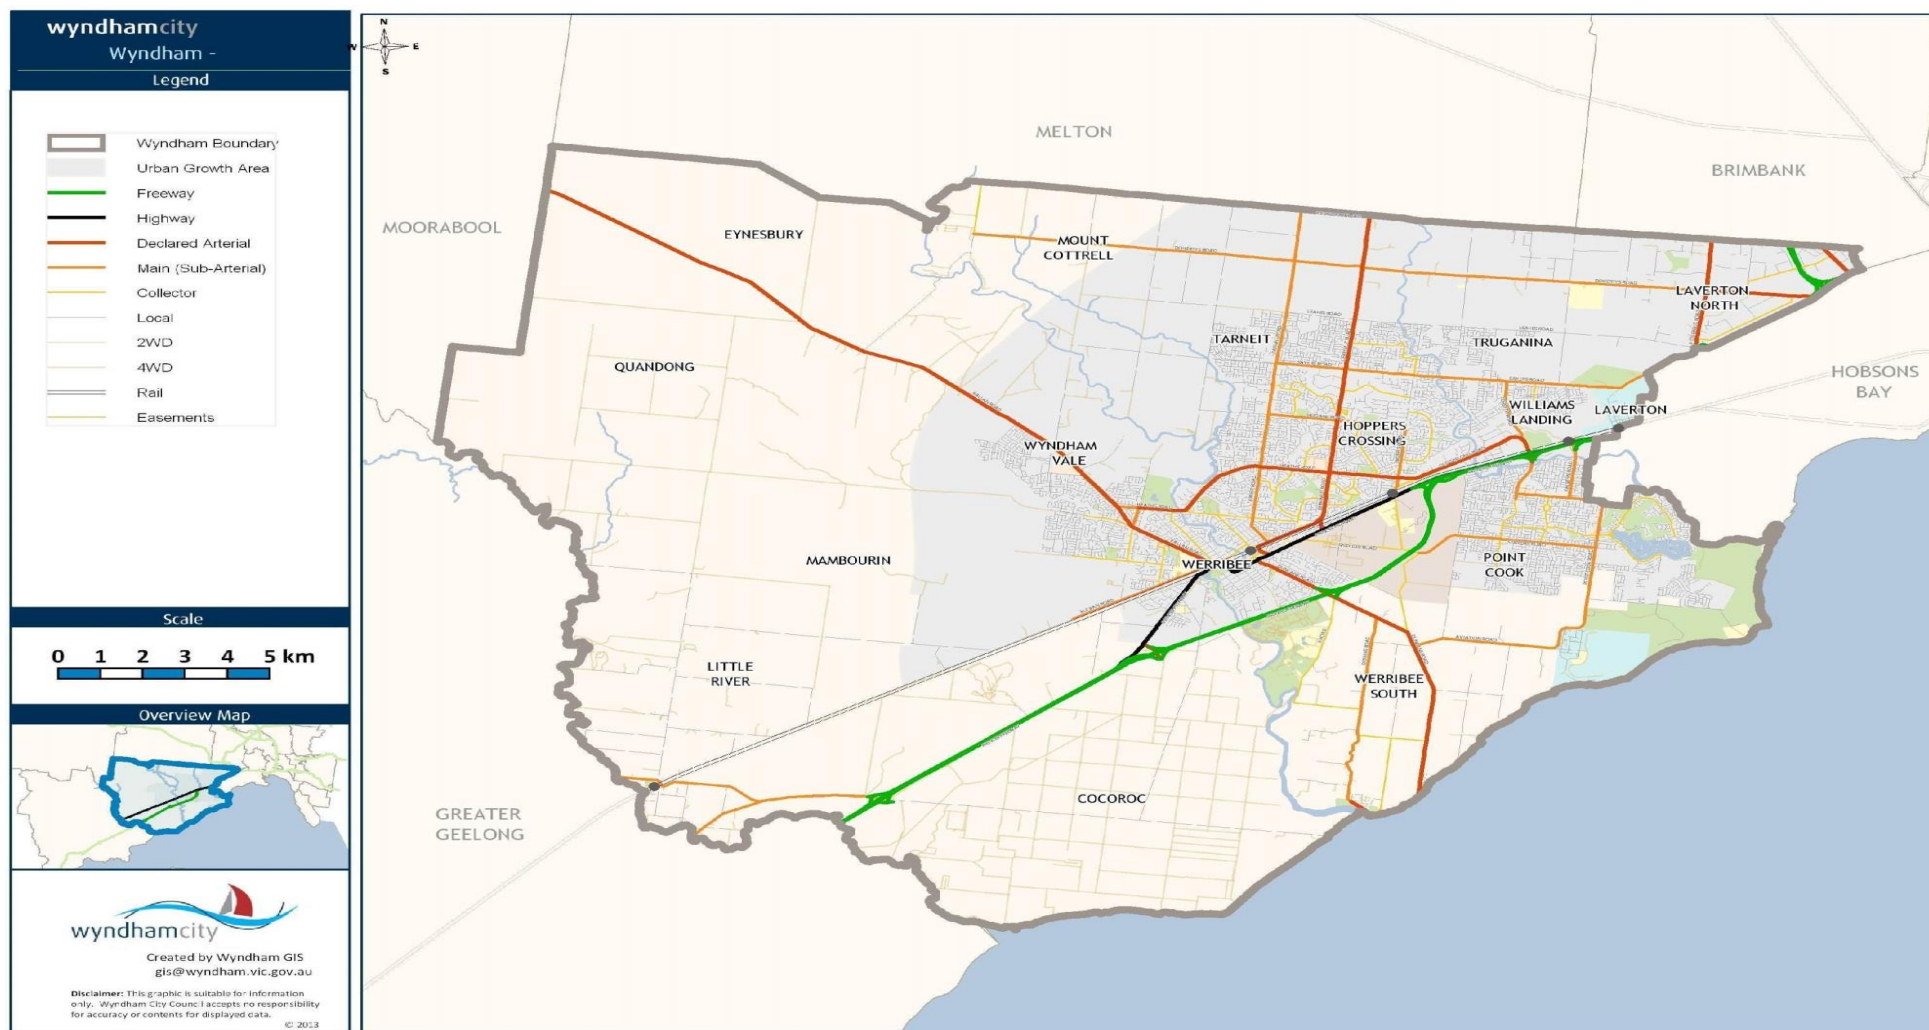 wyndhamcity
Wyndham -
Legend
Wyndham Boundary
Urban Growth Area
Freeway
Highway
Declared Arterial
Main (Sub-Arterial)
Collector
Local
2WD
4WD
Rail
Easements
Scale
0 1 2 3 4 5 km
Overview Map
wyndhamcity
Created by Wyndham GIS
gis@wyndham.vic.gov.au
Disclaimer: This graphic is suitable for information
only. Wyndham City Council accepts no responsibility
for accuracy or contents for displayed data.
© 2013
N
W E
S
MELTON
BRIMBANK
MOORABOOL
EYNESBURY
MOUNT
COTTRELL
LAVERTON
NORTH
TARNEIT
TRUGANINA
QUANDONG
HOBSONS
BAY
WILLIAMS
LANDING
LAVERTON
HOPPERS
CROSSING
WYNDHAM
VALE
MAMBOURIN
WERRIBEE
POINT
COOK
LITTLE
RIVER
WERRIBEE
SOUTH
COCOROC
GREATER
GEELONG